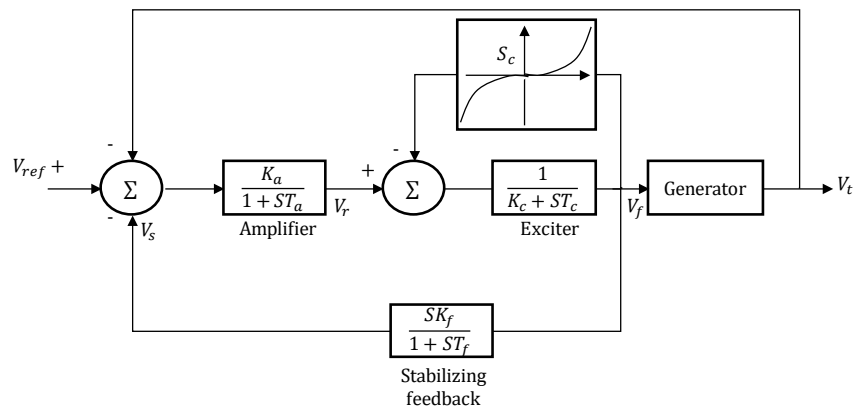 -
S_c
-
V_ref +
Σ
K_a
1 + ST_a
Amplifier
V_r
+
Σ
1
K_c + ST_c
Exciter
V_f
Generator
V_t
-
V_s
SK_f
1 + ST_f
Stabilizing
feedback